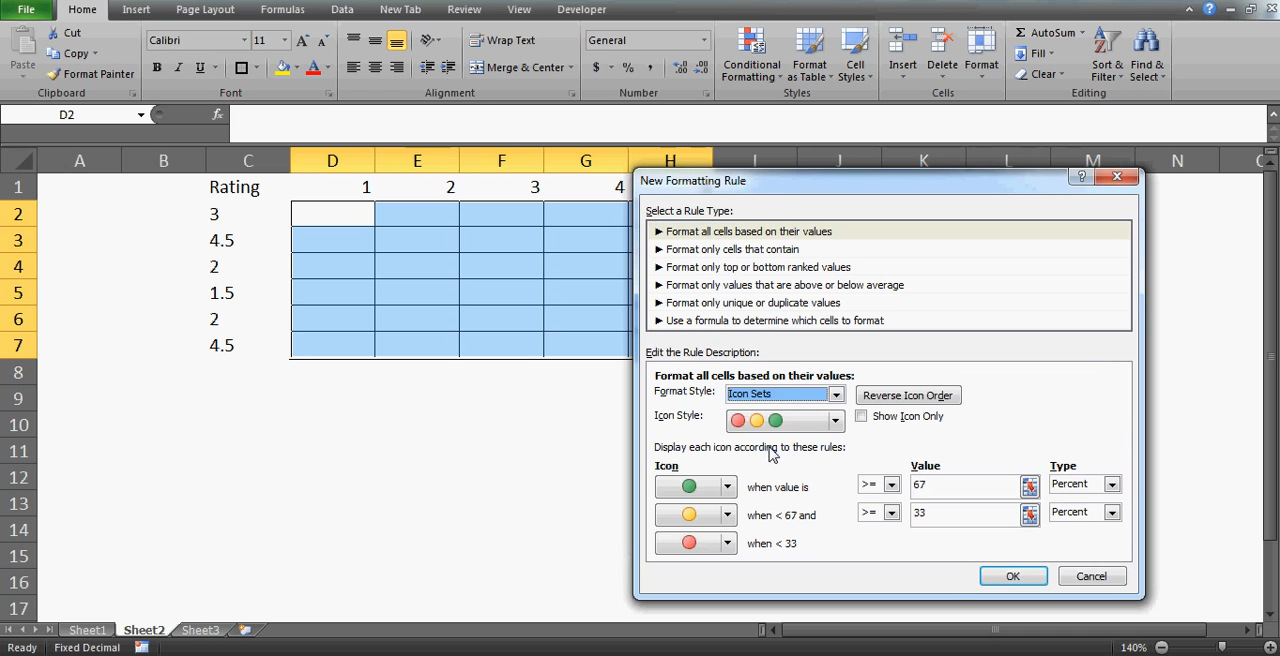 File Home Insert Page Layout Formulas Data New Tab Review View Developer
Paste Cut Calibri 11 A A Wrap Text General Conditional Formatting Format as Table Cell Styles Insert Delete Format AutoSum Sort & Filter Find & Select
Copy Fill
Format Painter B I U A Merge & Center $ % , Clear
Clipboard Font Alignment Number Styles Cells Editing
D2 fx
A B C D E F G H I J K L M N
1 Rating 1 2 3 4
2 3
3 4.5
4 2
5 1.5
6 2
7 4.5
8
9
10
11
12
13
14
15
16
17
New Formatting Rule
Select a Rule Type:
► Format all cells based on their values
► Format only cells that contain
► Format only top or bottom ranked values
► Format only values that are above or below average
► Format only unique or duplicate values
► Use a formula to determine which cells to format
Edit the Rule Description:
Format all cells based on their values:
Format Style: Icon Sets Reverse Icon Order
Icon Style: Show Icon Only
Display each icon according to these rules:
Icon Value Type
when value is >= 67 Percent
when < 67 and >= 33 Percent
when < 33
OK Cancel
Sheet1 Sheet2 Sheet3
Ready Fixed Decimal 140%